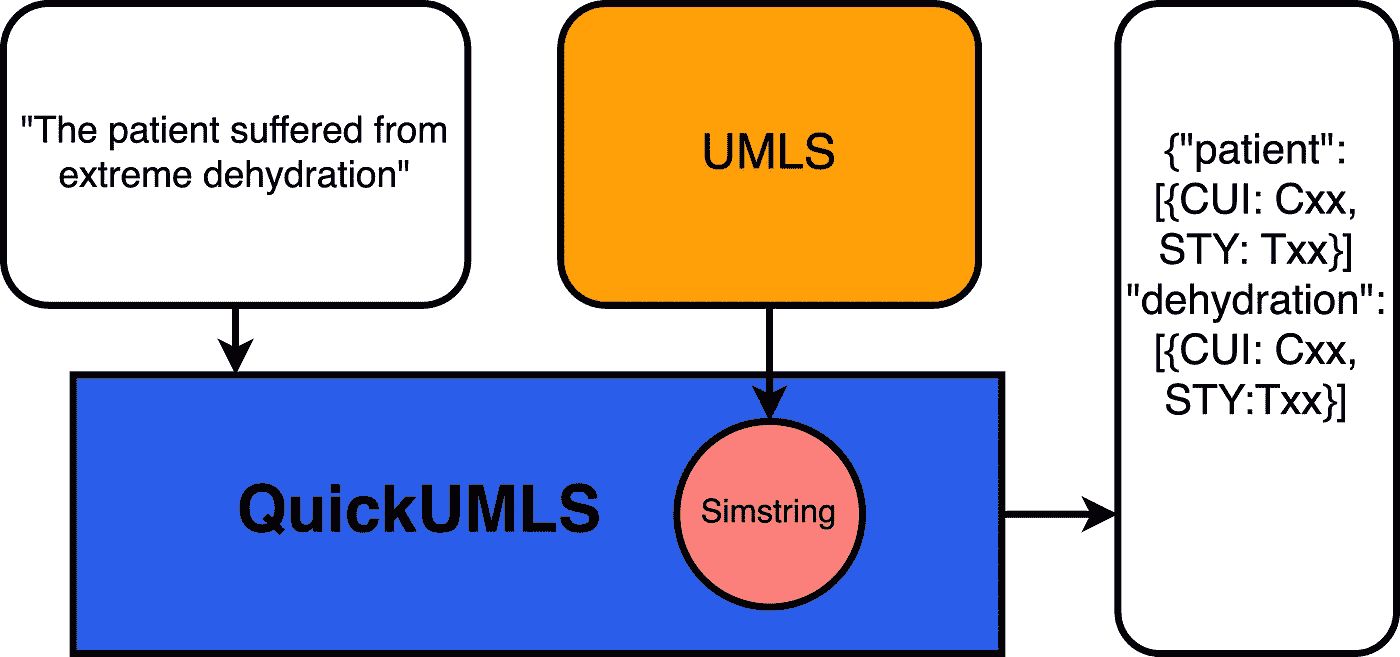 "The patient suffered from
extreme dehydration"
UMLS
{"patient":
[{CUI: Cxx,
STY: Txx}]
"dehydration":
[{CUI: Cxx,
STY:Txx}]
QuickUMLS
Simstring